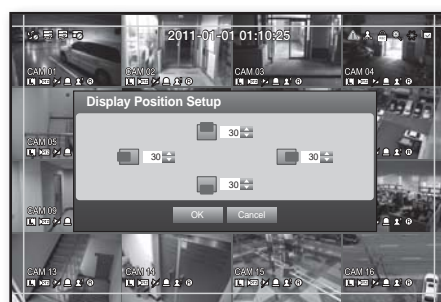 2011-01-01 01:10:25
CAM 01
CAM 02
CAM 03
CAM 04
Display Position Setup
30
CAM 05
30
30
30
CAM 09
OK Cancel
CAM 13
CAM 14
CAM 15
CAM 16